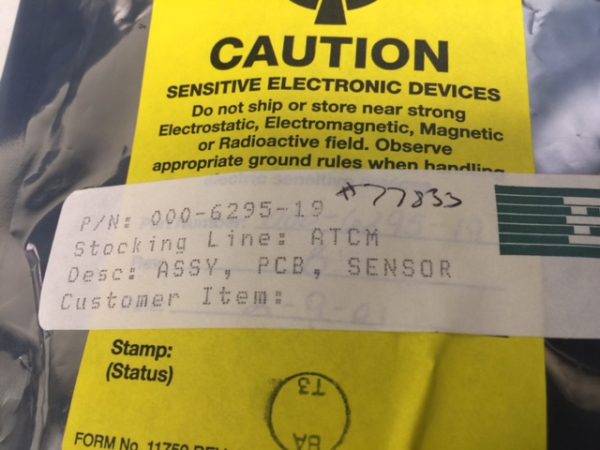 CAUTION
SENSITIVE ELECTRONIC DEVICES
Do not ship or store near strong
Electrostatic, Electromagnetic, Magnetic
or Radioactive field. Observe
appropriate ground rules when handling
#77833
P/N: 000-6295-19
Stocking Line: ATCM
Desc: ASSY, PCB, SENSOR
Customer Item:
Stamp:
(Status)
T3
BA
FORM No. 11750